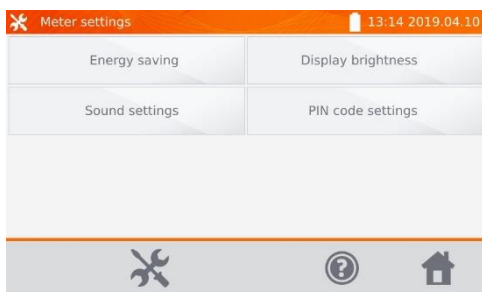 Meter settings 13:14 2019.04.10
Energy saving Display brightness
Sound settings PIN code settings
?